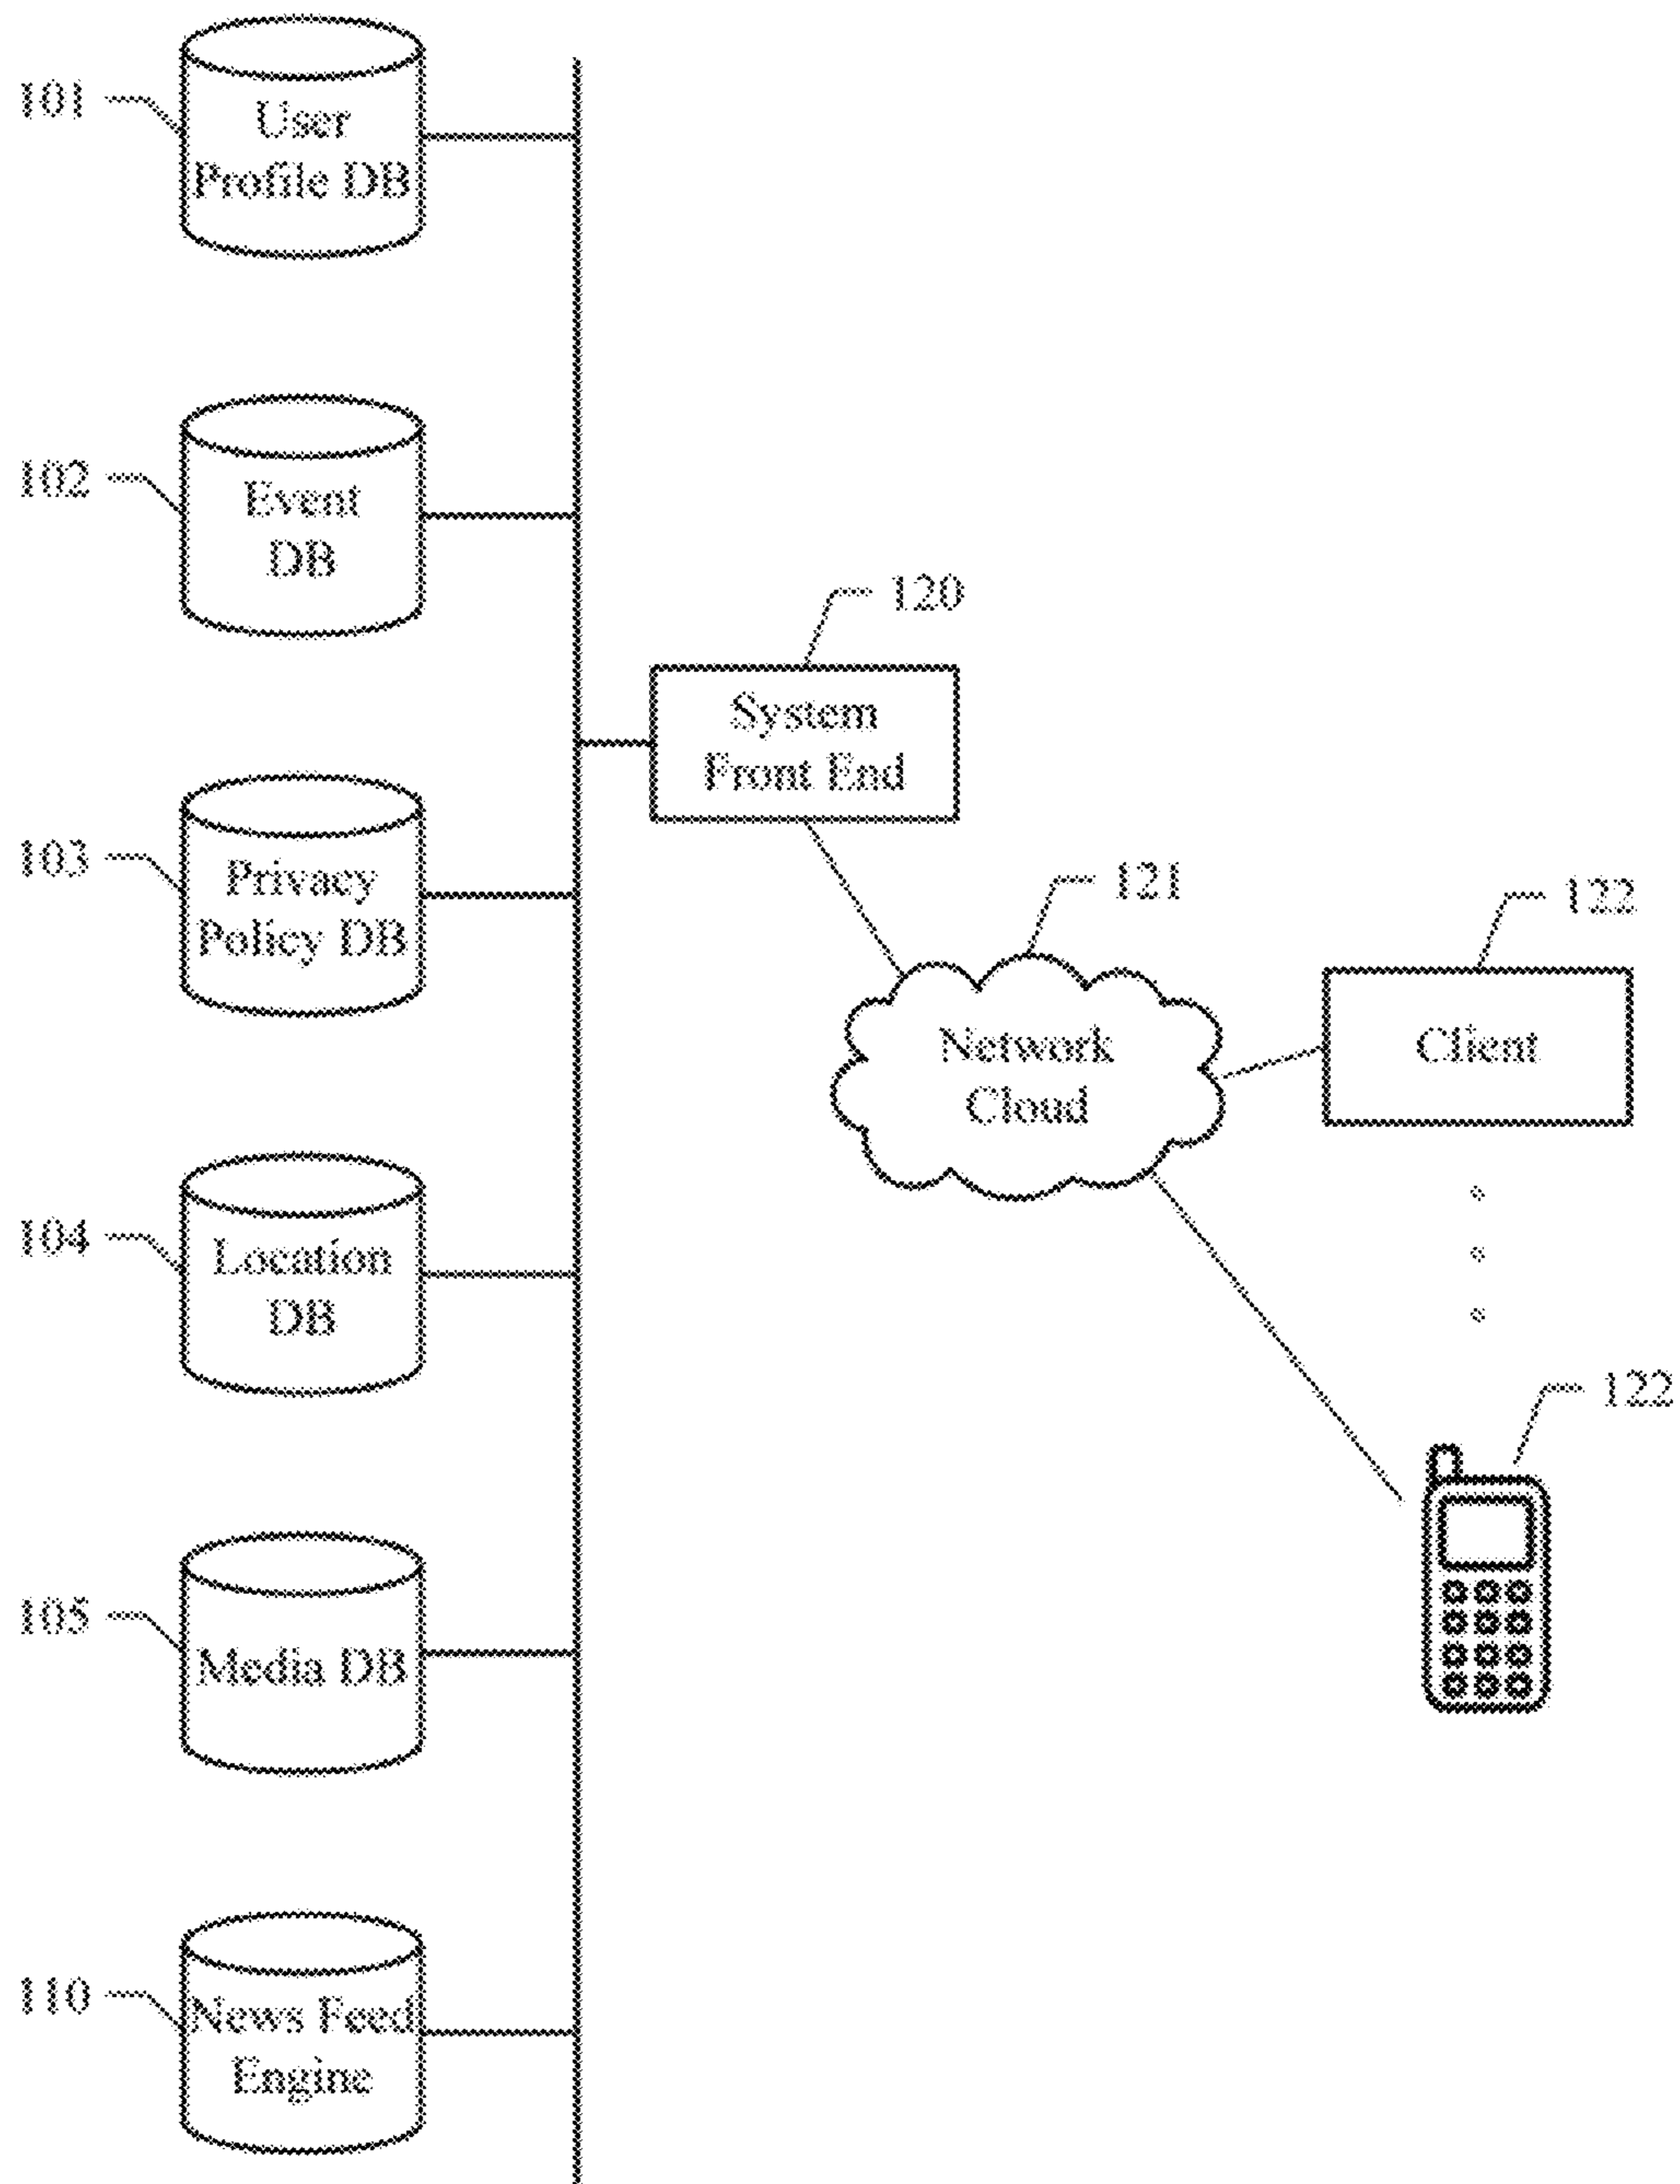 101
User
Profile DB
102
Event
DB
120
System
Front End
103
Privacy
Policy DB
121
122
Network
Cloud
Client
104
Location
DB
122
105
Media DB
110
News Feed
Engine